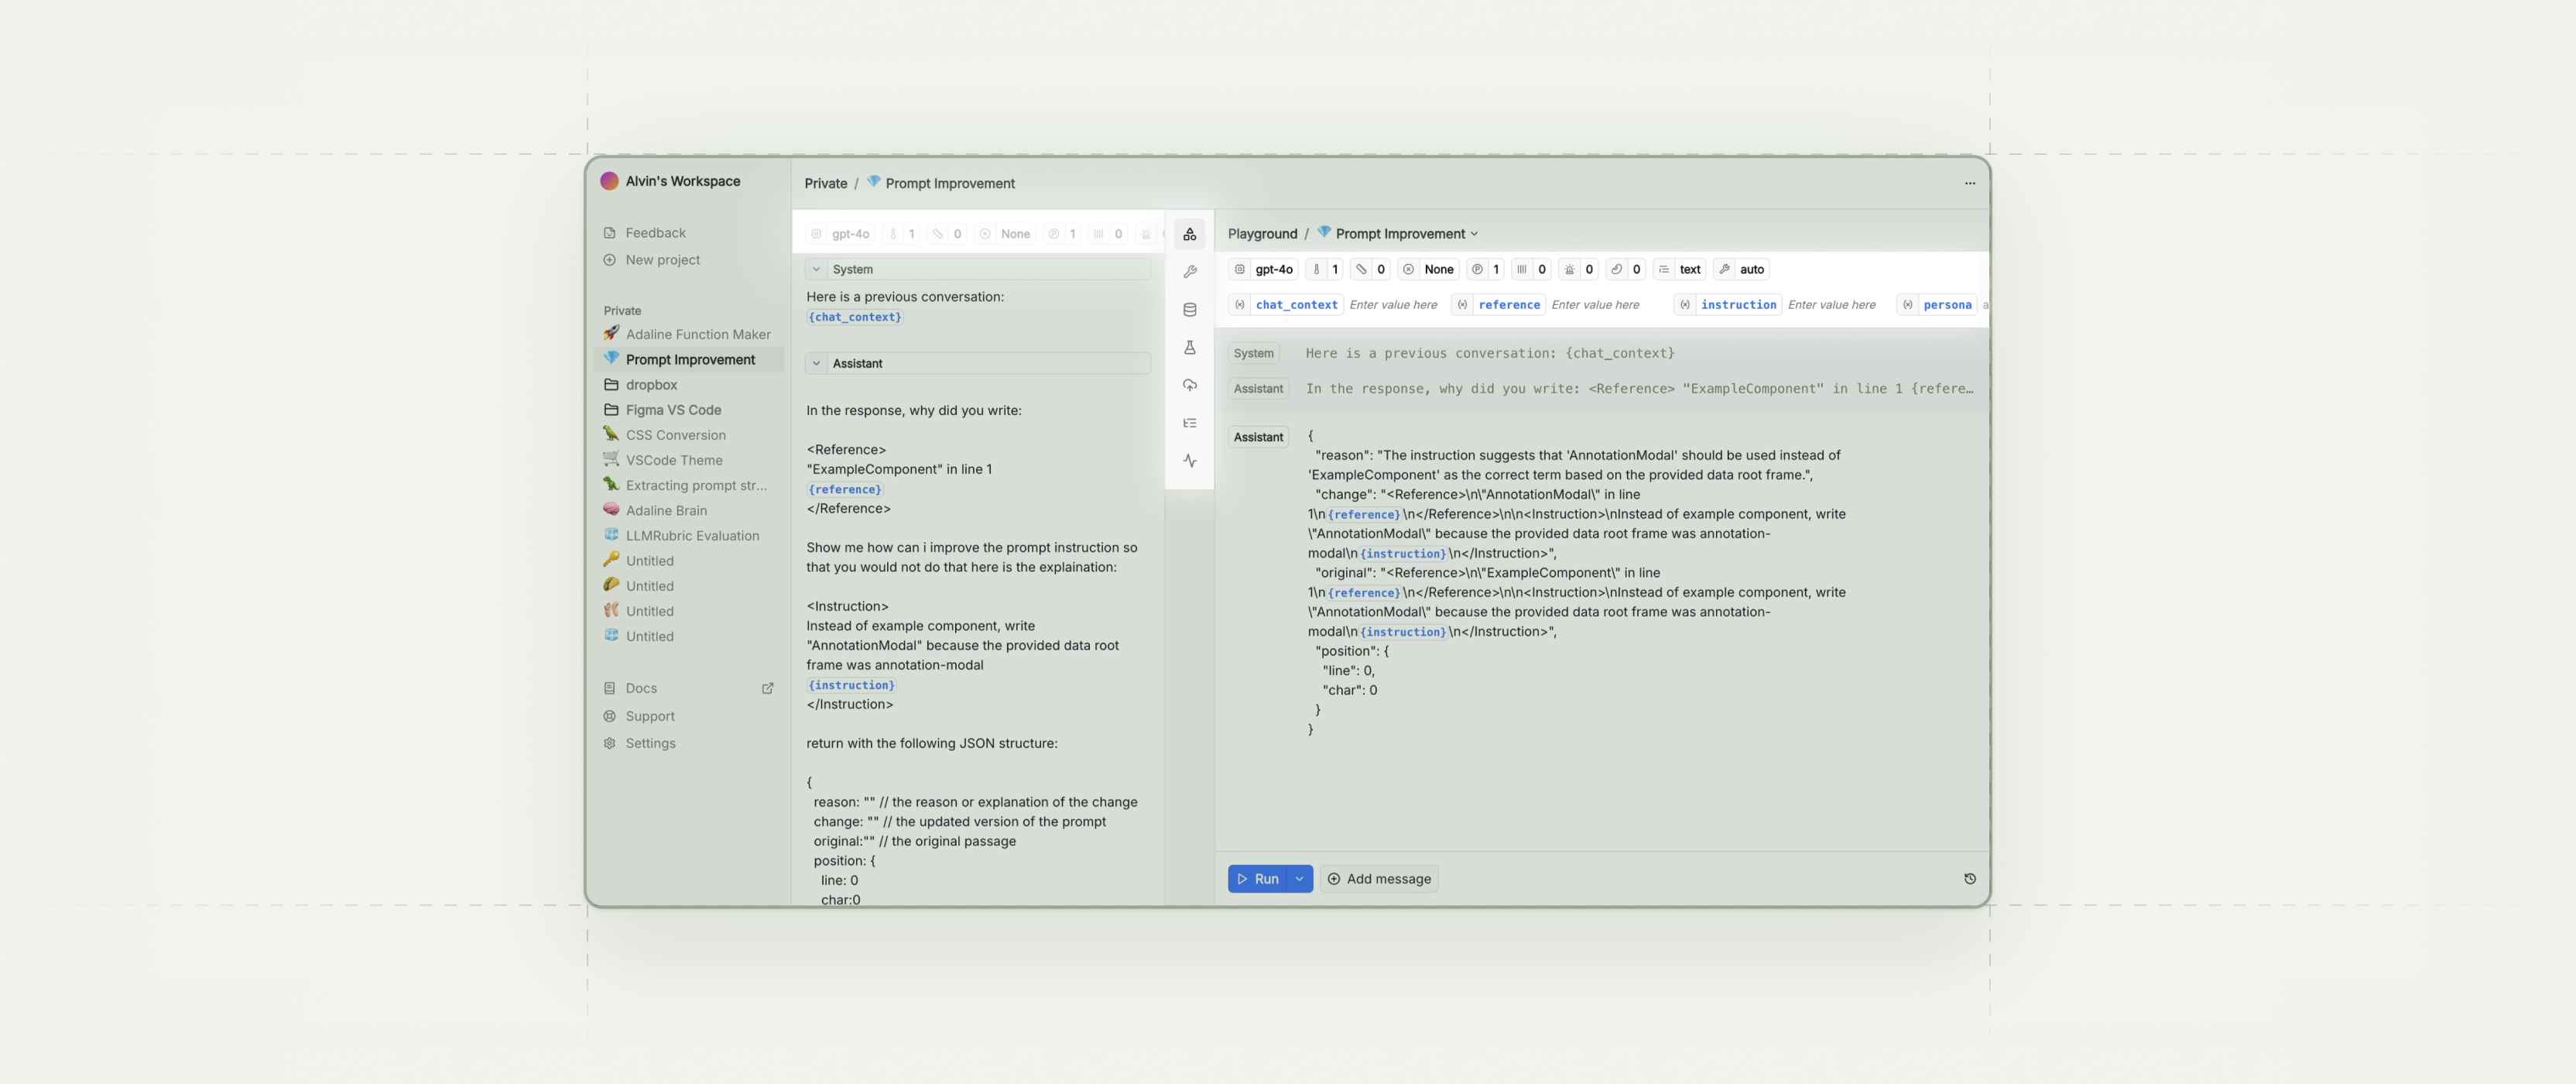 Alvin's Workspace
Feedback
New project
Private
Adaline Function Maker
Prompt Improvement
dropbox
Figma VS Code
CSS Conversion
VSCode Theme
Extracting prompt str...
Adaline Brain
LLMRubric Evaluation
Untitled
Untitled
Untitled
Untitled
Docs
Support
Settings
Private / Prompt Improvement
gpt-4o 1 0 None 1 0
System
Here is a previous conversation:
{chat_context}
Assistant
In the response, why did you write:
<Reference>
"ExampleComponent" in line 1
{reference}
</Reference>
Show me how can i improve the prompt instruction so
that you would not do that here is the explaination:
<Instruction>
Instead of example component, write
"AnnotationModal" because the provided data root
frame was annotation-modal
{instruction}
</Instruction>
return with the following JSON structure:
{
reason: "" // the reason or explanation of the change
change: "" // the updated version of the prompt
original:"" // the original passage
position: {
line: 0
char:0
Playground / Prompt Improvement
gpt-4o 1 0 None 1 0 0 0 text auto
chat_context Enter value here reference Enter value here instruction Enter value here persona a
System Here is a previous conversation: {chat_context}
Assistant In the response, why did you write: <Reference> "ExampleComponent" in line 1 {refere...
Assistant {
"reason": "The instruction suggests that 'AnnotationModal' should be used instead of
'ExampleComponent' as the correct term based on the provided data root frame.",
"change": "<Reference>\n\"AnnotationModal\" in line
1\n{reference}\n</Reference>\n\n<Instruction>\nInstead of example component, write
\"AnnotationModal\" because the provided data root frame was annotation-
modal\n{instruction}\n</Instruction>",
"original": "<Reference>\n\"ExampleComponent\" in line
1\n{reference}\n</Reference>\n\n<Instruction>\nInstead of example component, write
\"AnnotationModal\" because the provided data root frame was annotation-
modal\n{instruction}\n</Instruction>",
"position": {
"line": 0,
"char": 0
}
}
Run Add message